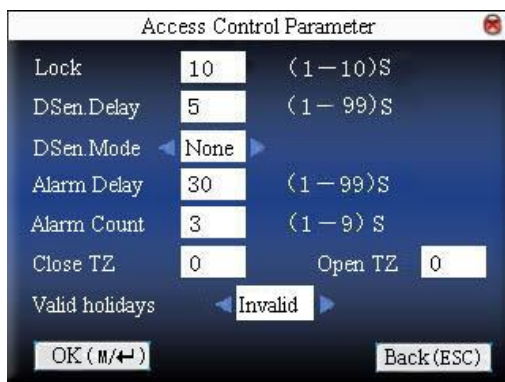 Access Control Parameter
Lock 10 (1－10)S
DSen.Delay 5 (1－99)S
DSen.Mode None
Alarm Delay 30 (1－99)S
Alarm Count 3 (1－9) S
Close TZ 0 Open TZ 0
Valid holidays Invalid
OK(M/↵) Back(ESC)